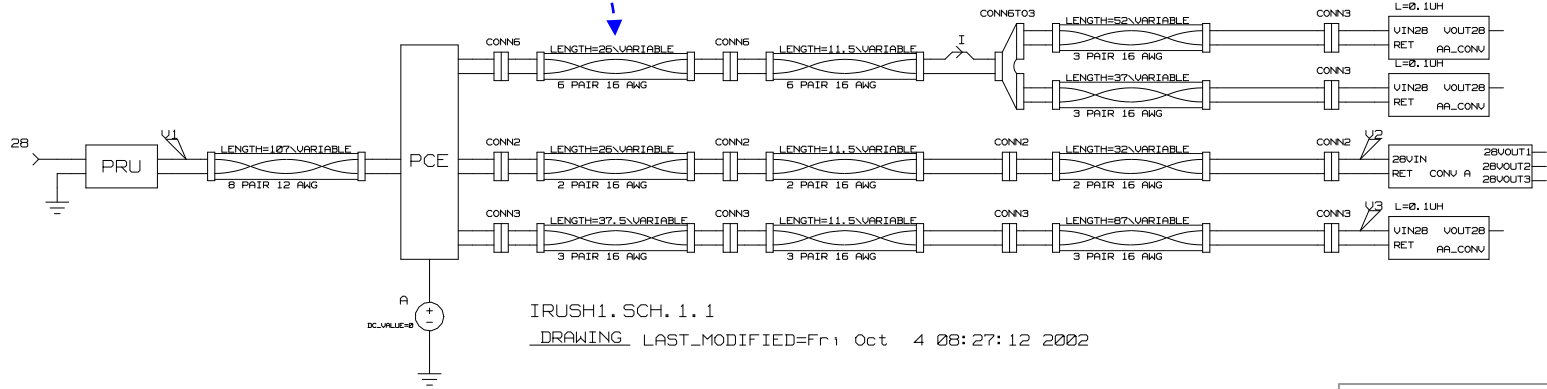 L=0.1UH
CONN6TO3
LENGTH=52\VARIABLE
CONN3
VIN28 VOUT28
RET
AA_CONV
3 PAIR 16 AWG
CONN6
LENGTH=26\VARIABLE
CONN6
LENGTH=11.5\VARIABLE
I
6 PAIR 16 AWG
6 PAIR 16 AWG
L=0.1UH
LENGTH=37\VARIABLE
CONN3
VIN28 VOUT28
RET
AA_CONV
3 PAIR 16 AWG
28
PRU
V1
LENGTH=107\VARIABLE
8 PAIR 12 AWG
PCE
CONN2
LENGTH=26\VARIABLE
2 PAIR 16 AWG
CONN2
LENGTH=11.5\VARIABLE
2 PAIR 16 AWG
CONN2
LENGTH=32\VARIABLE
2 PAIR 16 AWG
CONN2
V2
28VIN
RET CONV A
28VOUT1
28VOUT2
28VOUT3
CONN3
LENGTH=37.5\VARIABLE
3 PAIR 16 AWG
CONN3
LENGTH=11.5\VARIABLE
3 PAIR 16 AWG
CONN3
LENGTH=87\VARIABLE
3 PAIR 16 AWG
CONN3
V3
L=0.1UH
VIN28 VOUT28
RET
AA_CONV
A
+
−
DC_VALUE=0
IRUSH1.SCH.1.1
DRAWING LAST_MODIFIED=Fri Oct 4 08:27:12 2002